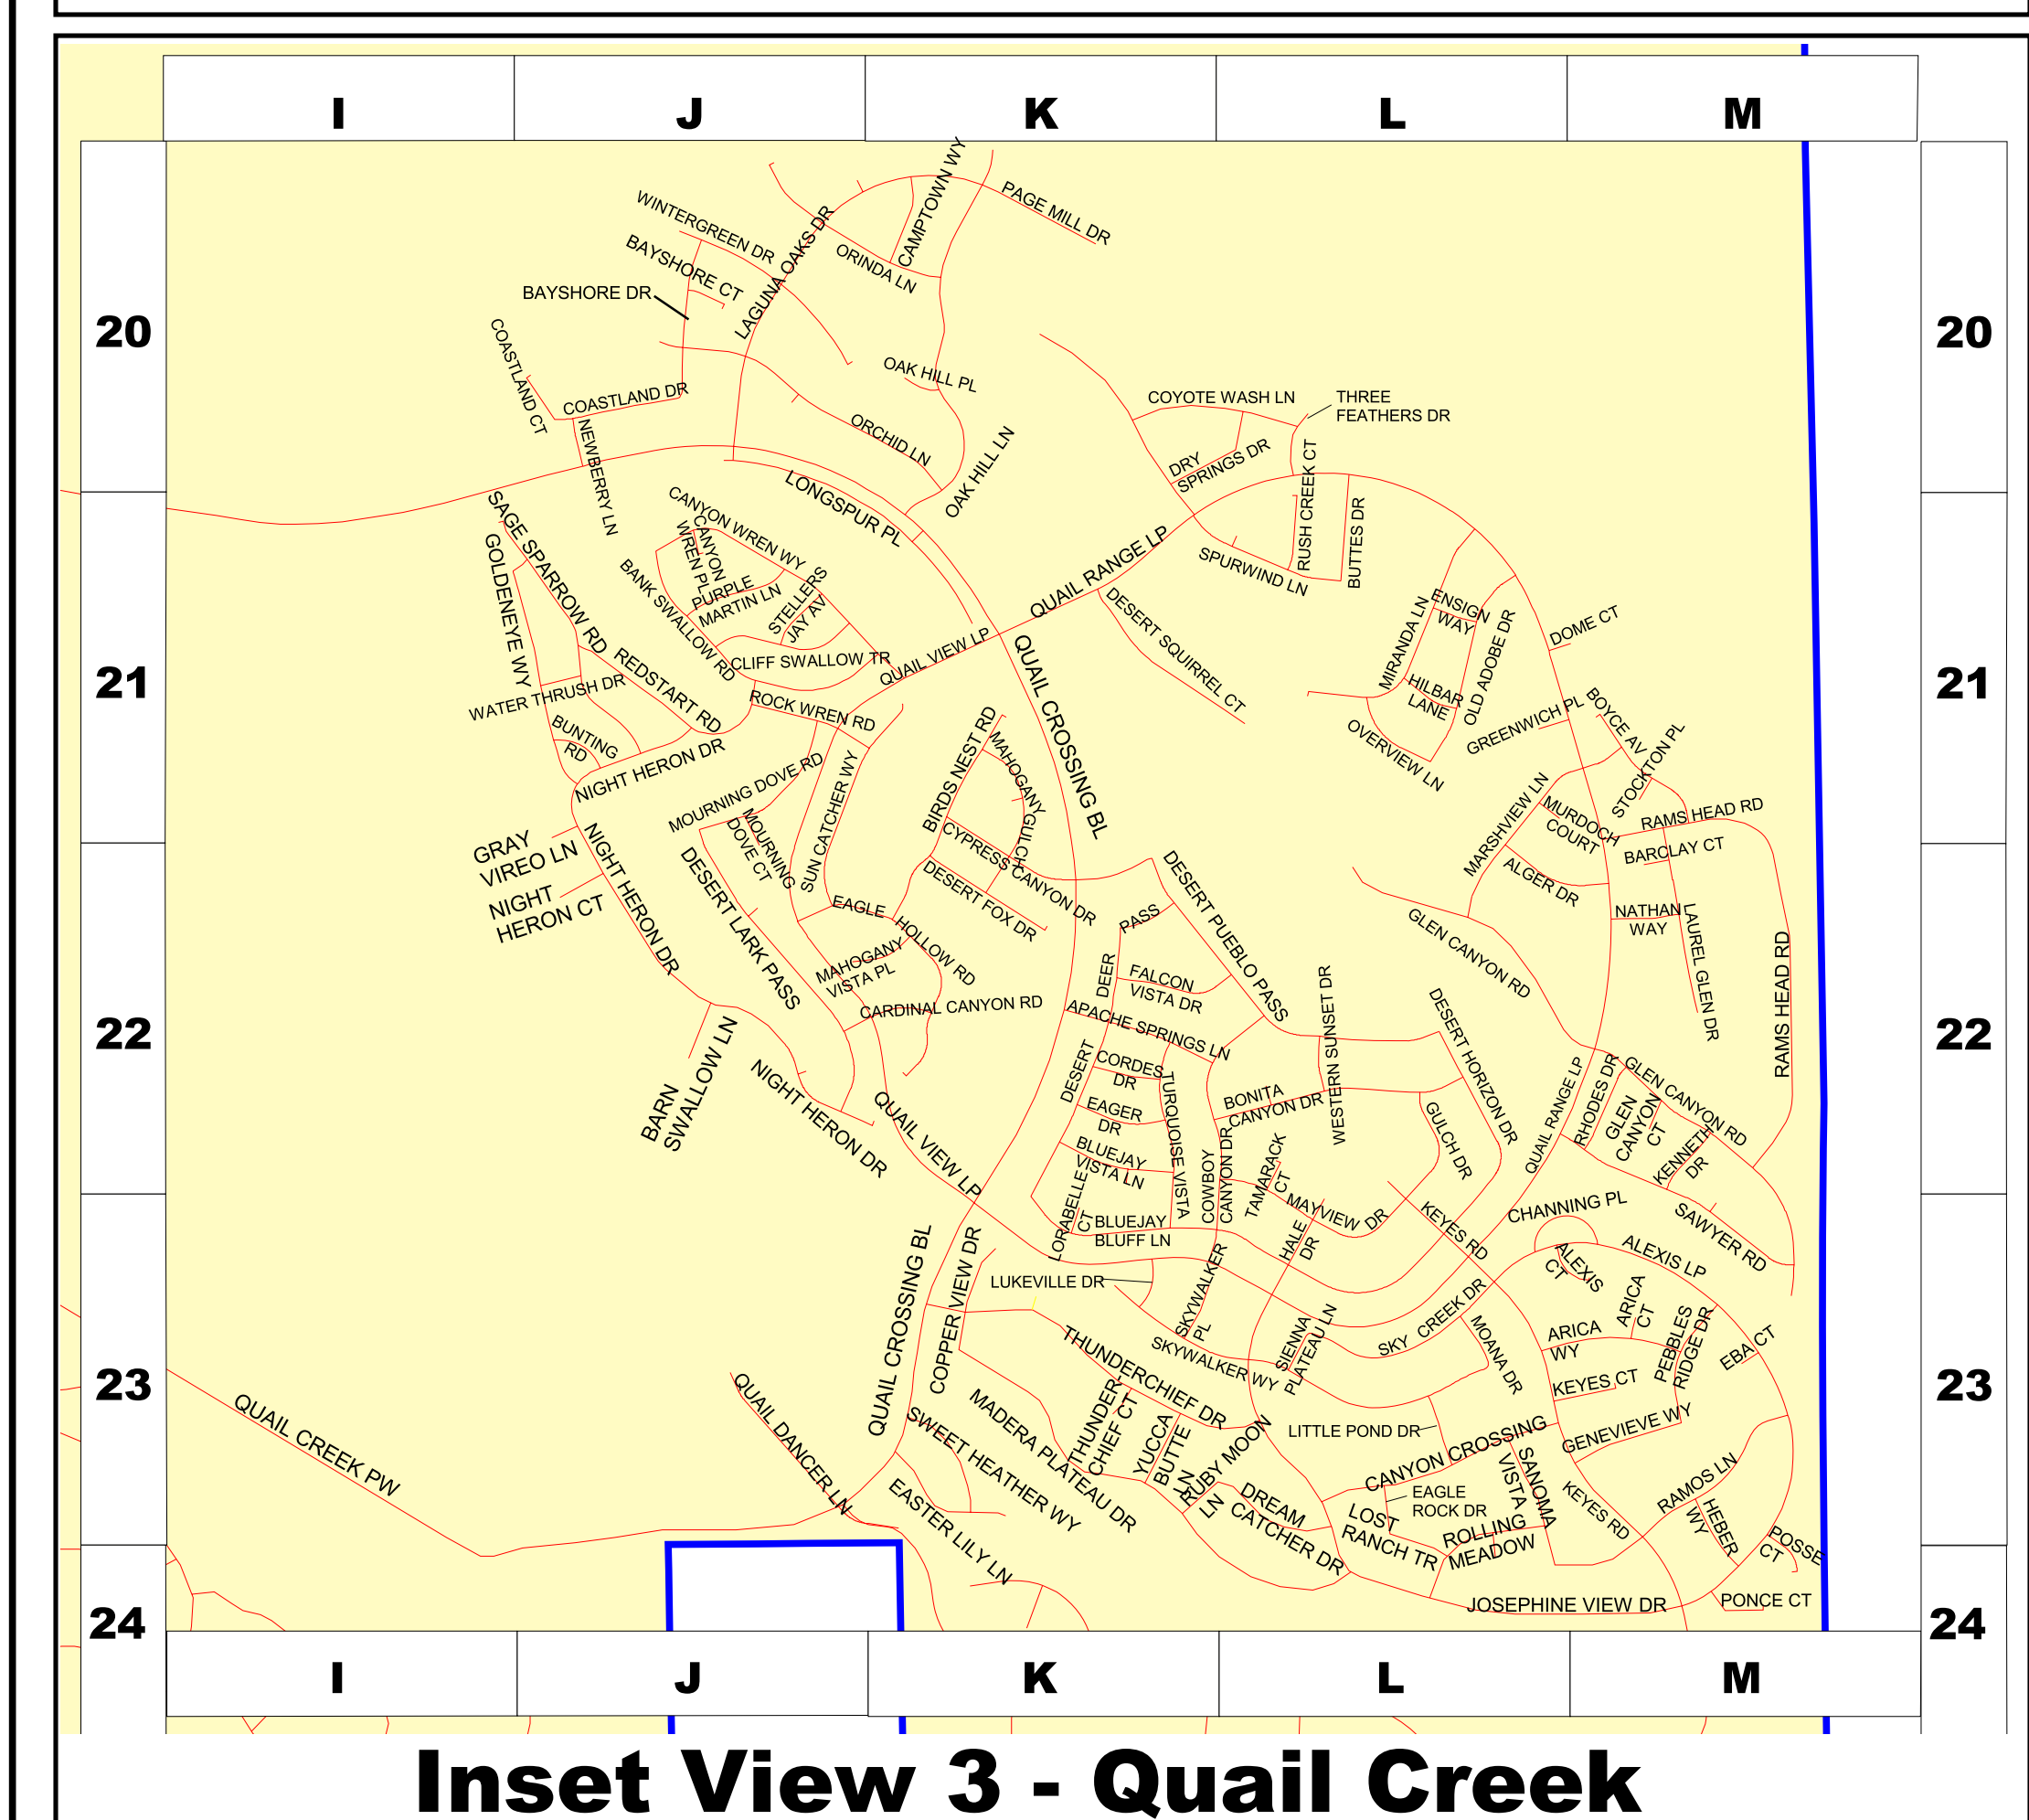 I
J
K
L
M
20
20
WINTERGREEN DR
BAYSHORE CT
BAYSHORE DR
LAGUNA OAKS DR
CAMPTOWN WY
PAGE MILL DR
ORINDA LN
COASTLAND CT
COASTLAND DR
NEWBERRY LN
OAK HILL PL
ORCHID LN
OAK HILL LN
COYOTE WASH LN
THREE
FEATHERS DR
DRY
SPRINGS DR
RUSH CREEK CT
BUTTES DR
SPURWIND LN
LONGSPUR PL
SAGE SPARROW RD
GOLDENEYE WY
CANYON WREN WY
CANYON
WREN PL
PURPLE
MARTIN LN
BANK SWALLOW RD
STELLERS
JAY AV
CLIFF SWALLOW TR
QUAIL VIEW LP
QUAIL RANGE LP
DESERT SQUIRREL CT
21
21
ENSIGN
WAY
MIRANDA LN
OLD ADOBE DR
HILBAR
LANE
OVERVIEW LN
DOME CT
GREENWICH PL
BOYCE AV
STOCKTON PL
REDSTART RD
WATER THRUSH DR
BUNTING
RD
NIGHT HERON DR
ROCK WREN RD
MOURNING DOVE RD
MOURNING
DOVE CT
SUN CATCHER WY
BIRDS NEST RD
MAHOGANY GULCH
QUAIL CROSSING BL
CYPRESS CANYON DR
DESERT FOX DR
MARSHVIEW LN
MURDOCH
COURT
RAMS HEAD RD
BARCLAY CT
ALGER DR
GRAY
VIREO LN
NIGHT
HERON CT
NIGHT HERON DR
DESERT LARK PASS
EAGLE HOLLOW RD
MAHOGANY
VISTA PL
CARDINAL CANYON RD
PASS
DEER
DESERT
DESERT PUEBLO PASS
FALCON
VISTA DR
APACHE SPRINGS LN
GLEN CANYON RD
NATHAN
WAY
LAUREL GLEN DR
RAMS HEAD RD
22
22
BARN
SWALLOW LN
NIGHT HERON DR
QUAIL VIEW LP
CORDES
DR
EAGER
DR
BLUEJAY
VISTA LN
TURQUOISE VISTA
COWBOY
CANYON DR
BONITA
CANYON DR
WESTERN SUNSET DR
DESERT HORIZON DR
GULCH DR
TAMARACK
CT
MAYVIEW DR
HALE
DR
KEYES RD
QUAIL RANGE LP
RHODES DR
GLEN
CANYON
CT
GLEN CANYON RD
KENNETH
DR
SAWYER RD
LORABELLE
CT
BLUEJAY
BLUFF LN
LUKEVILLE DR
SKYWALKER
PL
SKYWALKER WY
SIENNA
PLATEAU LN
SKY CREEK DR
MOANA DR
CHANNING PL
ALEXIS
CT
ALEXIS LP
ARICA
CT
ARICA
WY
PEBBLES
RIDGE DR
EBA CT
KEYES CT
GENEVIEVE WY
23
23
QUAIL CREEK PW
QUAIL DANCER LN
QUAIL CROSSING BL
COPPER VIEW DR
THUNDERCHIEF DR
THUNDER-
CHIEF CT
MADERA PLATEAU DR
SWEET HEATHER WY
EASTER LILY LN
YUCCA
BUTTE
LN
RUBY MOON
LN
DREAM
CATCHER DR
LITTLE POND DR
CANYON CROSSING
EAGLE
ROCK DR
LOST
RANCH TR
ROLLING
MEADOW
SANOMA
VISTA
KEYES RD
RAMOS LN
HEBER
WY
POSSE
CT
PONCE CT
JOSEPHINE VIEW DR
24
24
I
J
K
L
M
Inset View 3 - Quail Creek